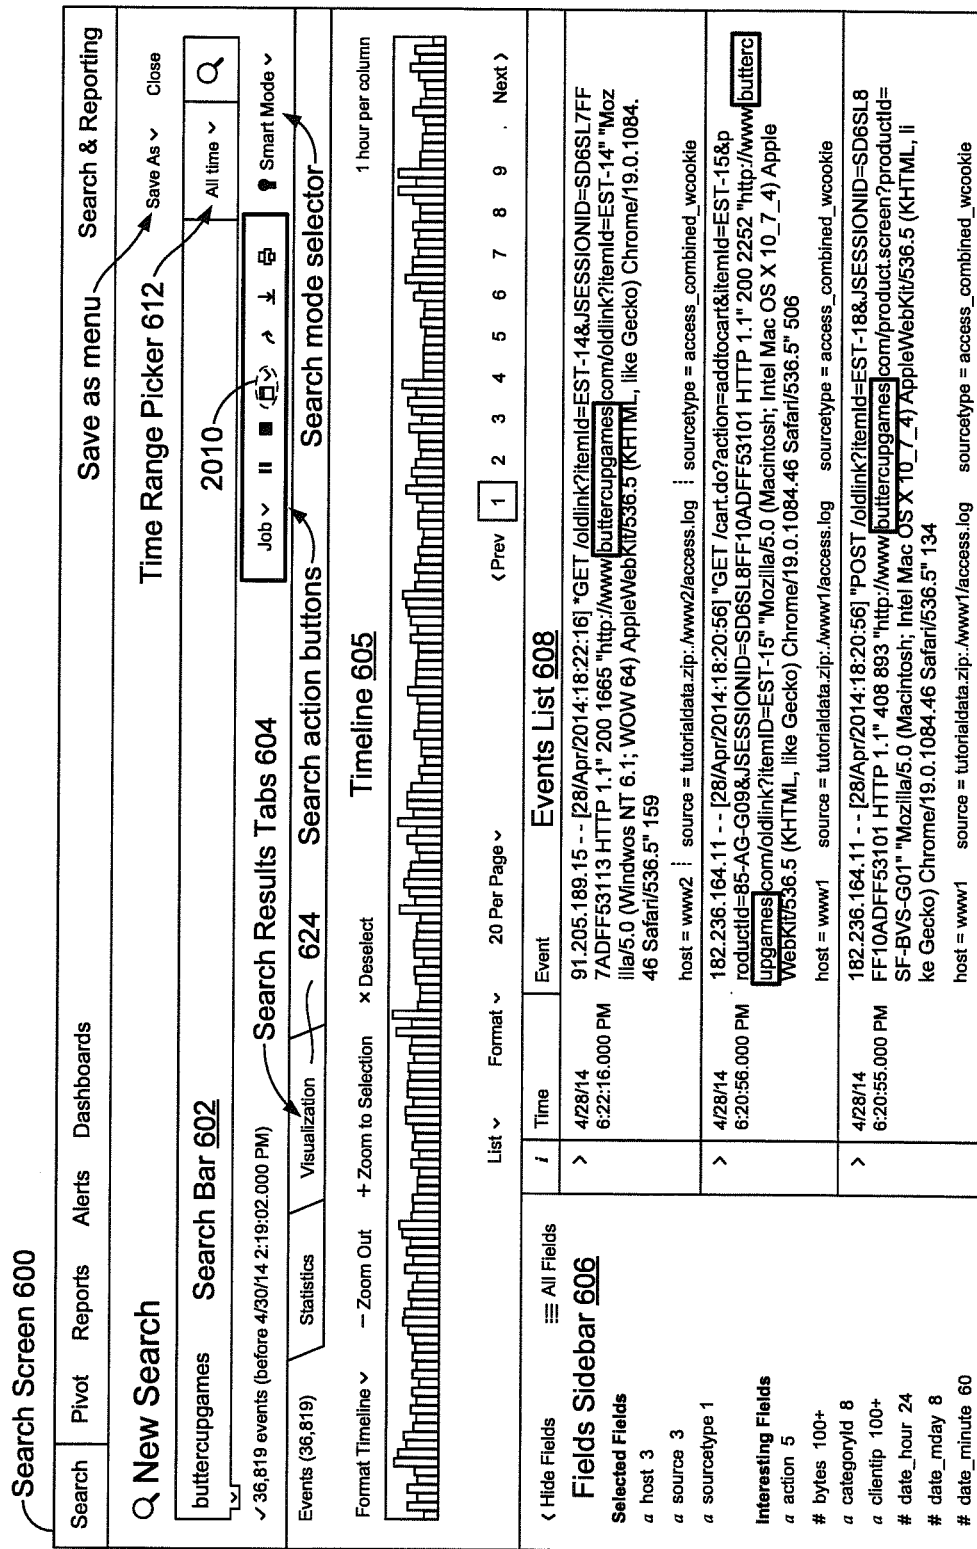 Search Screen 600
Search Pivot Reports Alerts Dashboards Search & Reporting
Save as menu
New Search Save As Close
Time Range Picker 612
buttercupgames Search Bar 602 All time
2010
36,819 events (before 4/30/14 2:19:02.000 PM) Job Smart Mode
Search Results Tabs 604
Search mode selector
Events (36,819) Statistics Visualization 624 Search action buttons
Timeline 605
Format Timeline – Zoom Out + Zoom to Selection × Deselect 1 hour per column
List Format 20 Per Page < Prev 1 2 3 4 5 6 7 8 9 . Next >
< Hide Fields All Fields
Fields Sidebar 606
Selected Fields
a host 3
a source 3
a sourcetype 1
Interesting Fields
a action 5
# bytes 100+
a categoryId 8
a clientip 100+
# date_hour 24
# date_mday 8
# date_minute 60
i Time Event
Events List 608
> 4/28/14
6:22:16.000 PM
91.205.189.15 - - [28/Apr/2014:18:22:16] "GET /oldlink?itemId=EST-14&JSESSIONID=SD6SL7FF
7ADFF53113 HTTP 1.1" 200 1665 "http://www.buttercupgames.com/oldlink?itemId=EST-14" "Moz
illa/5.0 (Windwos NT 6.1; WOW 64) AppleWebKit/536.5 (KHTML, like Gecko) Chrome/19.0.1084.
46 Safari/536.5" 159
host = www2 source = tutorialdata.zip:./www2/access.log sourcetype = access_combined_wcookie
> 4/28/14
6:20:56.000 PM
182.236.164.11 - - [28/Apr/2014:18:20:56] "GET /cart.do?action=addtocart&itemId=EST-15&p
roductId=85-AG-G09&JSESSIONID=SD6SL8FF10ADFF53101 HTTP 1.1" 200 2252 "http://www.butterc
upgames.com/oldlink?itemID=EST-15" "Mozilla/5.0 (Macintosh; Intel Mac OS X 10_7_4) Apple
WebKit/536.5 (KHTML, like Gecko) Chrome/19.0.1084.46 Safari/536.5" 506
host = www1 source = tutorialdata.zip:./www1/access.log sourcetype = access_combined_wcookie
> 4/28/14
6:20:55.000 PM
182.236.164.11 - - [28/Apr/2014:18:20:56] "POST /oldlink?itemId=EST-18&JSESSIONID=SD6SL8
FF10ADFF53101 HTTP 1.1" 408 893 "http://www.buttercupgames.com/product.screen?productId=
SF-BVS-G01" "Mozilla/5.0 (Macintosh; Intel Mac OS X 10_7_4) AppleWebKit/536.5 (KHTML, li
ke Gecko) Chrome/19.0.1084.46 Safari/536.5" 134
host = www1 source = tutorialdata.zip:./www1/access.log sourcetype = access_combined_wcookie